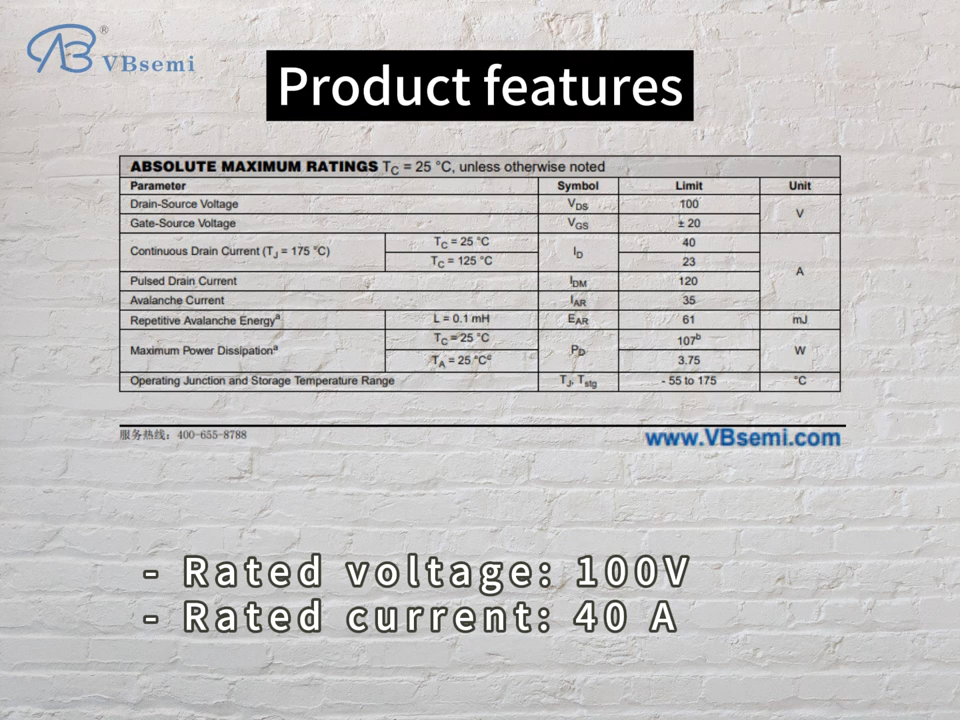 VBsemi
®
Product features
ABSOLUTE MAXIMUM RATINGS TC = 25 °C, unless otherwise noted
Parameter Symbol Limit Unit
Drain-Source Voltage VDS 100 V
Gate-Source Voltage VGS ± 20
Continuous Drain Current (TJ = 175 °C) TC = 25 °C ID 40 A
TC = 125 °C 23
Pulsed Drain Current IDM 120
Avalanche Current IAR 35
Repetitive Avalanche Energyᵃ L = 0.1 mH EAR 61 mJ
Maximum Power Dissipationᵃ TC = 25 °C PD 107ᵇ W
TA = 25 °Cᶜ 3.75
Operating Junction and Storage Temperature Range TJ, Tstg - 55 to 175 °C
服务热线：400-655-8788 www.VBsemi.com
- Rated voltage: 100V
- Rated current: 40 A